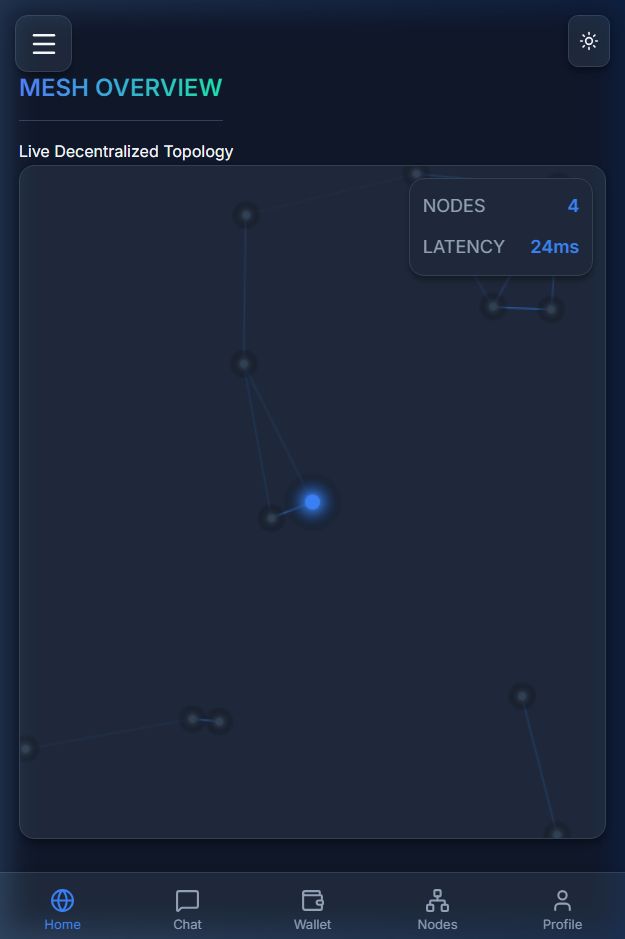 MESH OVERVIEW
Live Decentralized Topology
NODES 4
LATENCY 24ms
Home Chat Wallet Nodes Profile